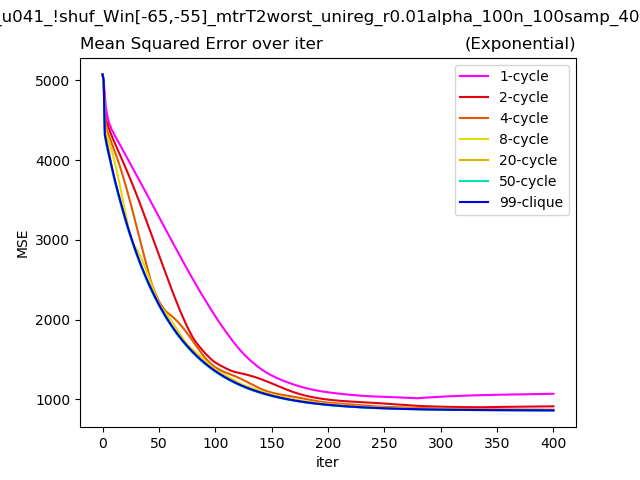 _u041_!shuf_Win[-65,-55]_mtrT2worst_unireg_r0.01alpha_100n_100samp_40
Mean Squared Error over iter (Exponential)
5000
4000
3000
2000
1000
MSE
0 50 100 150 200 250 300 350 400
iter
1-cycle
2-cycle
4-cycle
8-cycle
20-cycle
50-cycle
99-clique